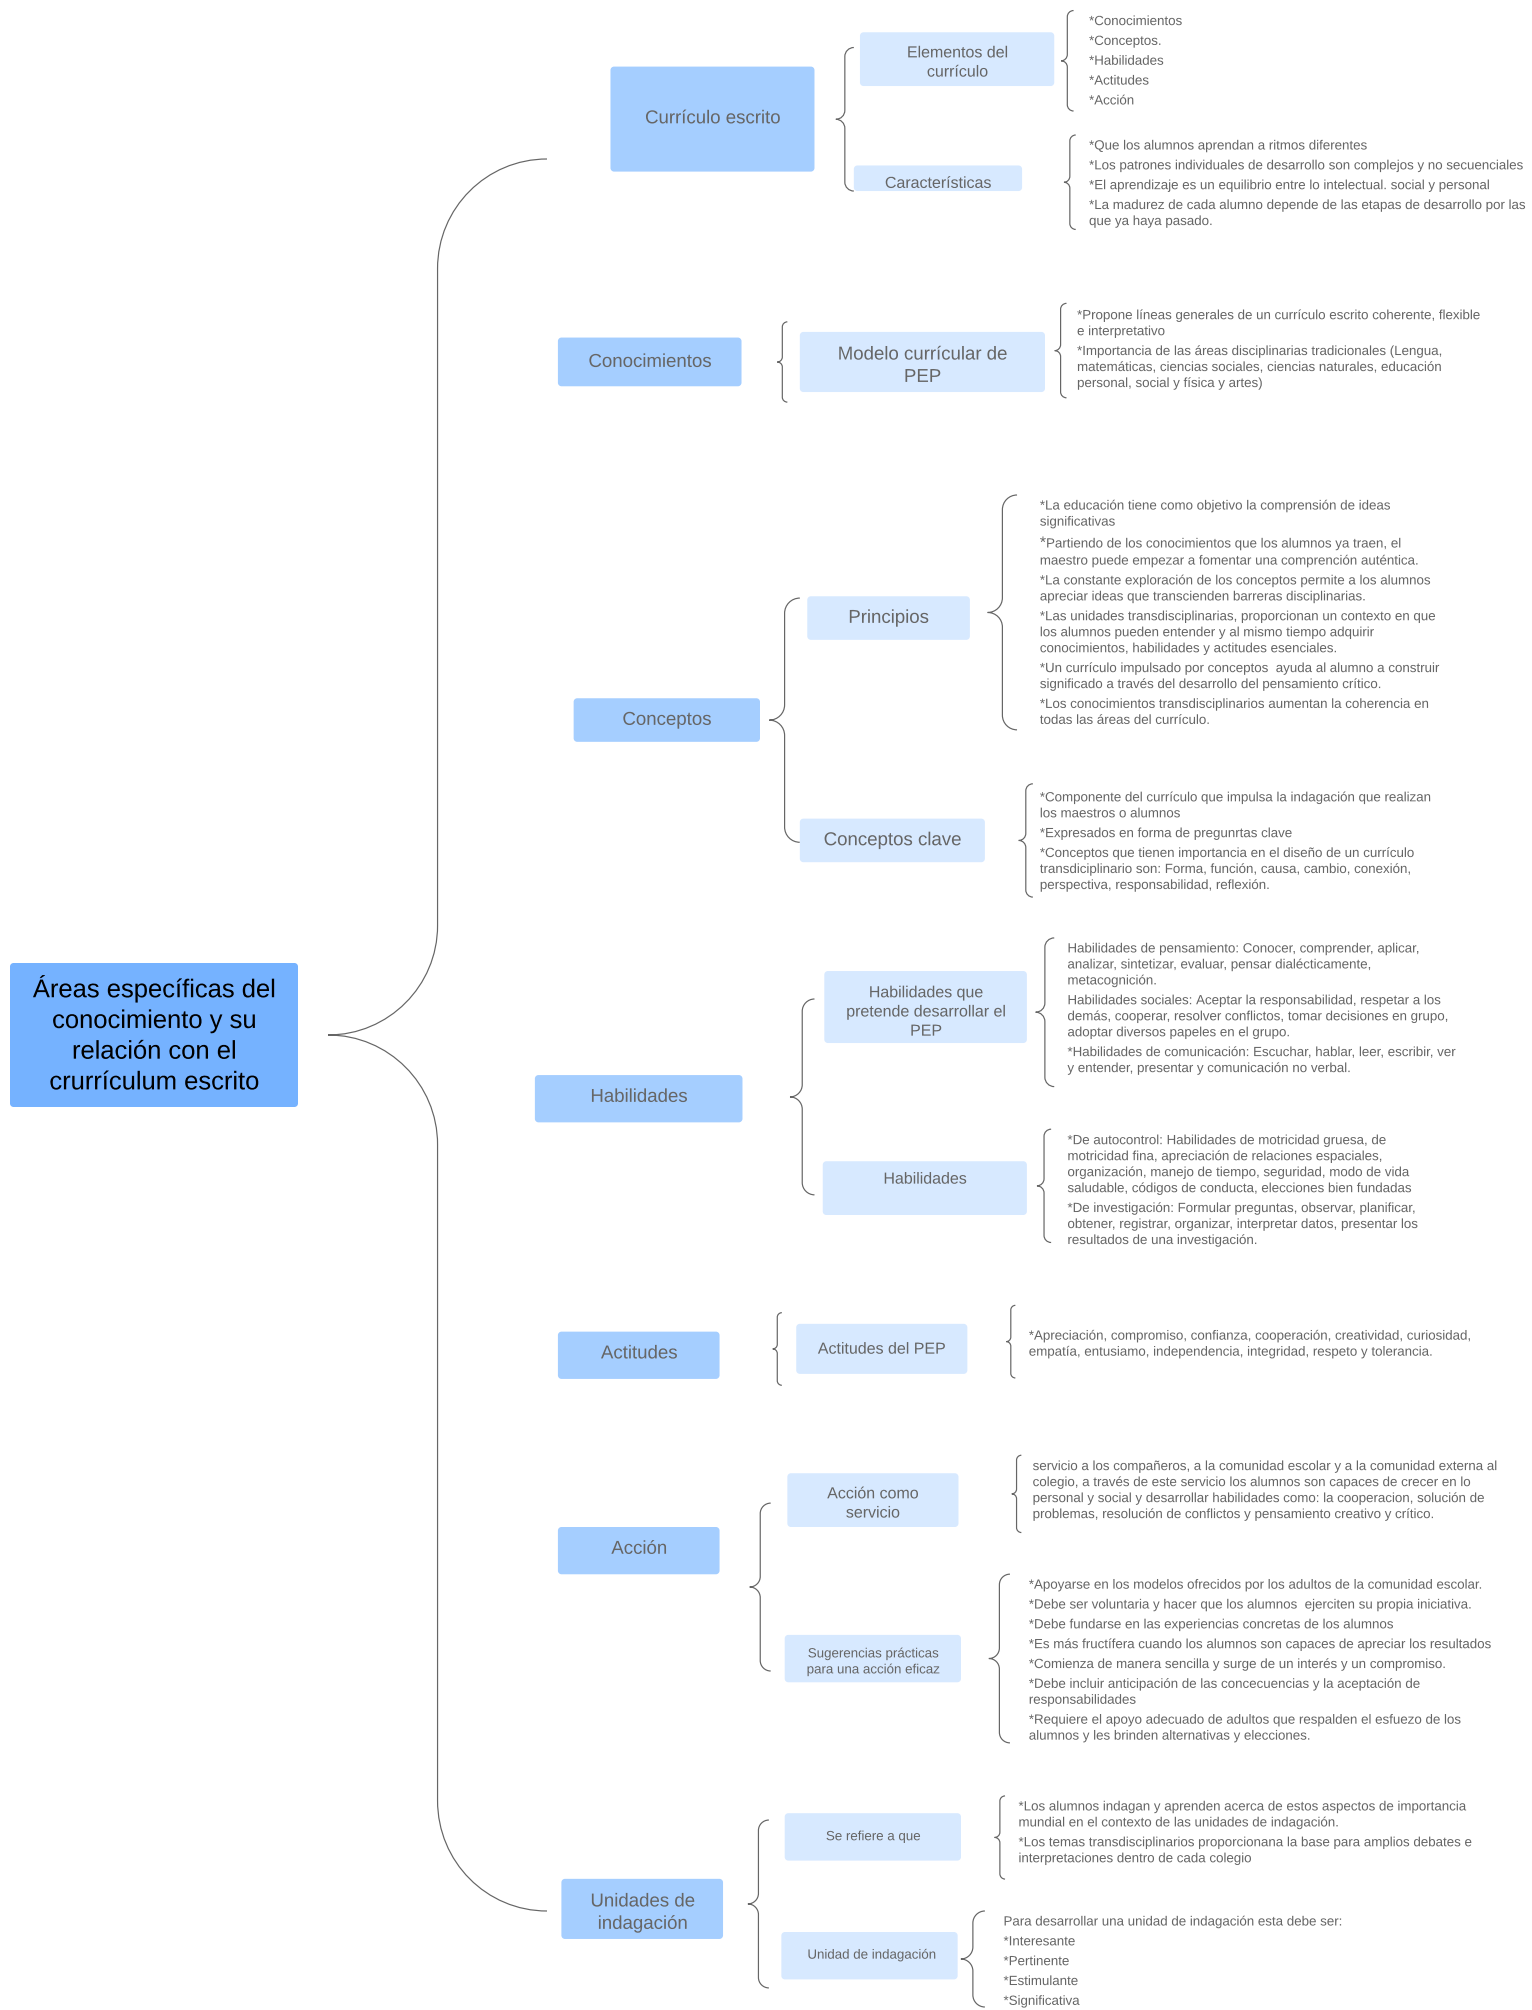 Áreas específicas del
conocimiento y su
relación con el
crurrículum escrito
Currículo escrito
Elementos del
currículo
*Conocimientos
*Conceptos.
*Habilidades
*Actitudes
*Acción
Características
*Que los alumnos aprendan a ritmos diferentes
*Los patrones individuales de desarrollo son complejos y no secuenciales
*El aprendizaje es un equilibrio entre lo intelectual. social y personal
*La madurez de cada alumno depende de las etapas de desarrollo por las
que ya haya pasado.
Conocimientos
Modelo currícular de
PEP
*Propone líneas generales de un currículo escrito coherente, flexible
e interpretativo
*Importancia de las áreas disciplinarias tradicionales (Lengua,
matemáticas, ciencias sociales, ciencias naturales, educación
personal, social y física y artes)
Conceptos
Principios
*La educación tiene como objetivo la comprensión de ideas
significativas
*Partiendo de los conocimientos que los alumnos ya traen, el
maestro puede empezar a fomentar una comprención auténtica.
*La constante exploración de los conceptos permite a los alumnos
apreciar ideas que transcienden barreras disciplinarias.
*Las unidades transdisciplinarias, proporcionan un contexto en que
los alumnos pueden entender y al mismo tiempo adquirir
conocimientos, habilidades y actitudes esenciales.
*Un currículo impulsado por conceptos  ayuda al alumno a construir
significado a través del desarrollo del pensamiento crítico.
*Los conocimientos transdisciplinarios aumentan la coherencia en
todas las áreas del currículo.
Conceptos clave
*Componente del currículo que impulsa la indagación que realizan
los maestros o alumnos
*Expresados en forma de pregunrtas clave
*Conceptos que tienen importancia en el diseño de un currículo
transdiciplinario son: Forma, función, causa, cambio, conexión,
perspectiva, responsabilidad, reflexión.
Habilidades
Habilidades que
pretende desarrollar el
PEP
Habilidades de pensamiento: Conocer, comprender, aplicar,
analizar, sintetizar, evaluar, pensar dialécticamente,
metacognición.
Habilidades sociales: Aceptar la responsabilidad, respetar a los
demás, cooperar, resolver conflictos, tomar decisiones en grupo,
adoptar diversos papeles en el grupo.
*Habilidades de comunicación: Escuchar, hablar, leer, escribir, ver
y entender, presentar y comunicación no verbal.
Habilidades
*De autocontrol: Habilidades de motricidad gruesa, de
motricidad fina, apreciación de relaciones espaciales,
organización, manejo de tiempo, seguridad, modo de vida
saludable, códigos de conducta, elecciones bien fundadas
*De investigación: Formular preguntas, observar, planificar,
obtener, registrar, organizar, interpretar datos, presentar los
resultados de una investigación.
Actitudes
Actitudes del PEP
*Apreciación, compromiso, confianza, cooperación, creatividad, curiosidad,
empatía, entusiamo, independencia, integridad, respeto y tolerancia.
Acción
Acción como
servicio
servicio a los compañeros, a la comunidad escolar y a la comunidad externa al
colegio, a través de este servicio los alumnos son capaces de crecer en lo
personal y social y desarrollar habilidades como: la cooperacion, solución de
problemas, resolución de conflictos y pensamiento creativo y crítico.
Sugerencias prácticas
para una acción eficaz
*Apoyarse en los modelos ofrecidos por los adultos de la comunidad escolar.
*Debe ser voluntaria y hacer que los alumnos  ejerciten su propia iniciativa.
*Debe fundarse en las experiencias concretas de los alumnos
*Es más fructífera cuando los alumnos son capaces de apreciar los resultados
*Comienza de manera sencilla y surge de un interés y un compromiso.
*Debe incluir anticipación de las concecuencias y la aceptación de
responsabilidades
*Requiere el apoyo adecuado de adultos que respalden el esfuezo de los
alumnos y les brinden alternativas y elecciones.
Unidades de
indagación
Se refiere a que
*Los alumnos indagan y aprenden acerca de estos aspectos de importancia
mundial en el contexto de las unidades de indagación.
*Los temas transdisciplinarios proporcionana la base para amplios debates e
interpretaciones dentro de cada colegio
Unidad de indagación
Para desarrollar una unidad de indagación esta debe ser:
*Interesante
*Pertinente
*Estimulante
*Significativa